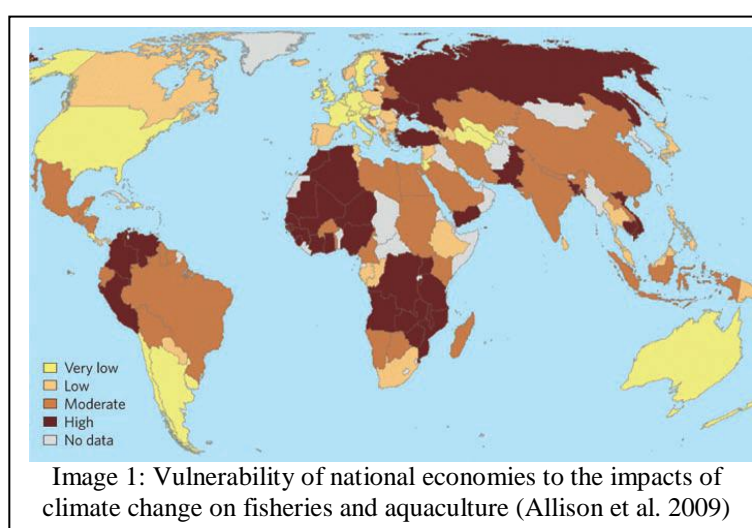 Very low
Low
Moderate
High
No data
Image 1: Vulnerability of national economies to the impacts of
climate change on fisheries and aquaculture (Allison et al. 2009)